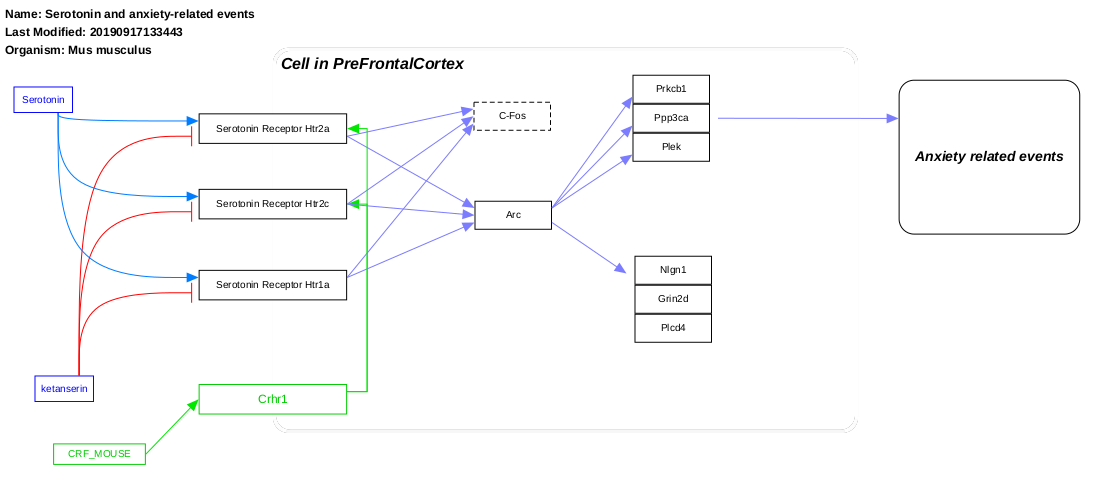 Name: Serotonin and anxiety-related events
Last Modified: 20190917133443
Organism: Mus musculus
Cell in PreFrontalCortex
Serotonin
Serotonin Receptor Htr2a
C-Fos
Prkcb1
Ppp3ca
Plek
Anxiety related events
Serotonin Receptor Htr2c
Arc
Serotonin Receptor Htr1a
Nlgn1
Grin2d
Plcd4
ketanserin
Crhr1
CRF_MOUSE